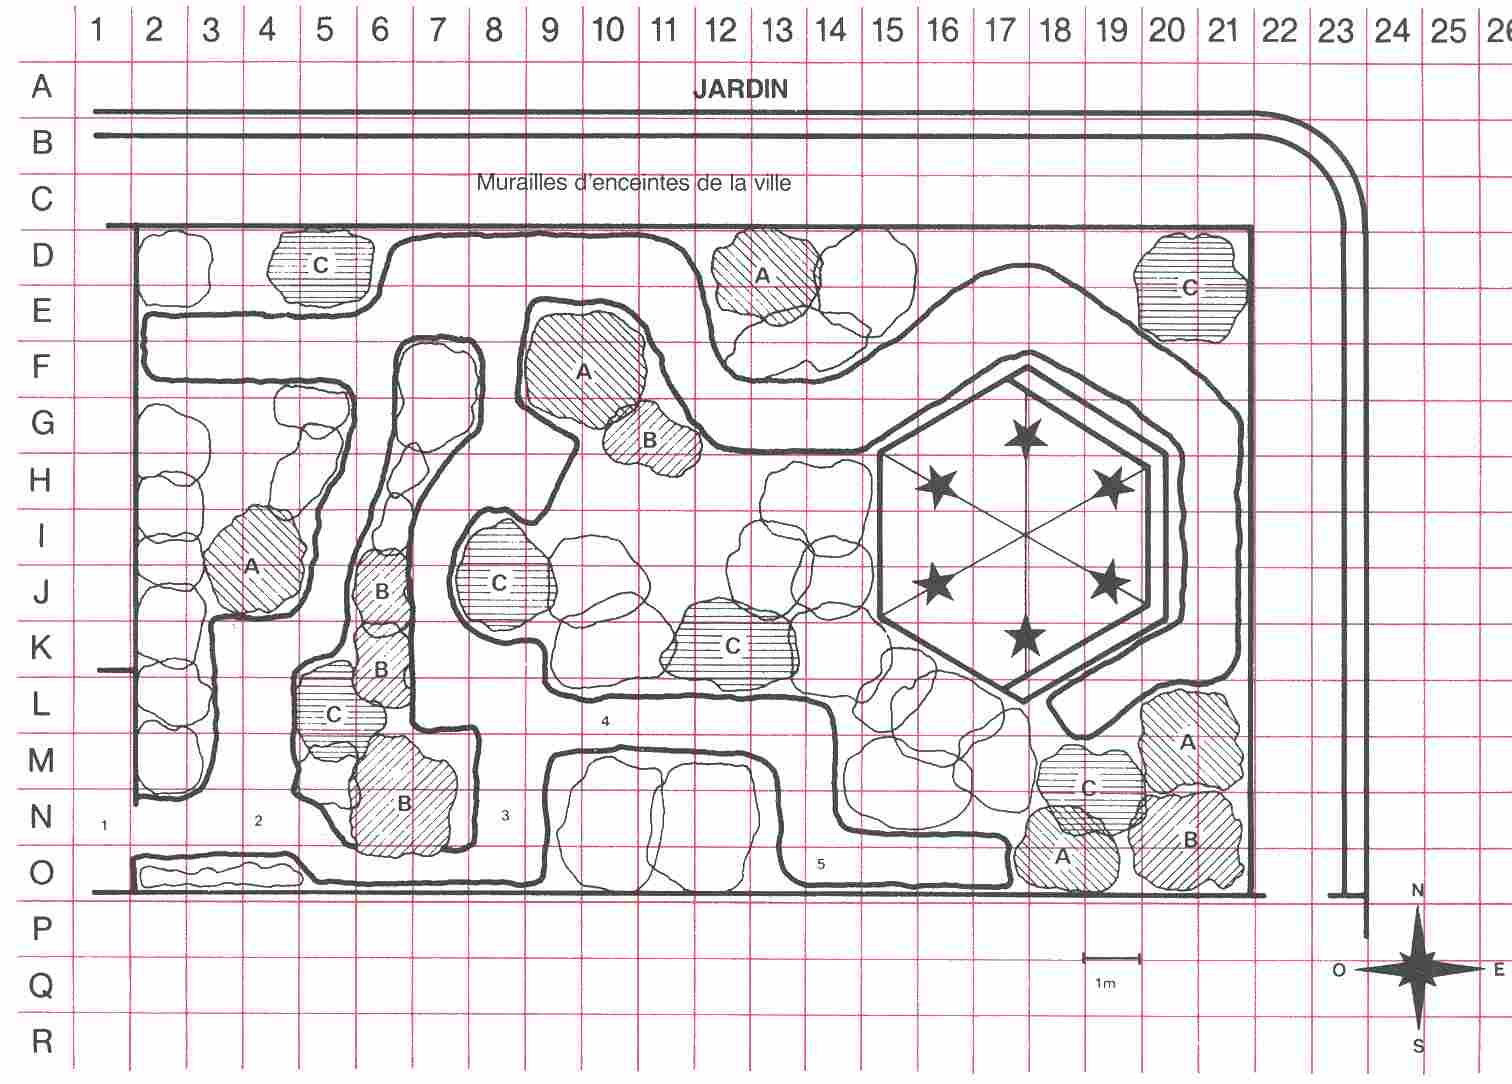 1 2 3 4 5 6 7 8 9 10 11 12 13 14 15 16 17 18 19 20 21 22 23 24 25 26
A JARDIN
B
C Murailles d'enceintes de la ville
D C A C
E
F A
G B
H
I A
J B C
K B C
L C 4 A
M C
N 1 2 B 3 B
O 5 A N
P
Q 1m O E
R S